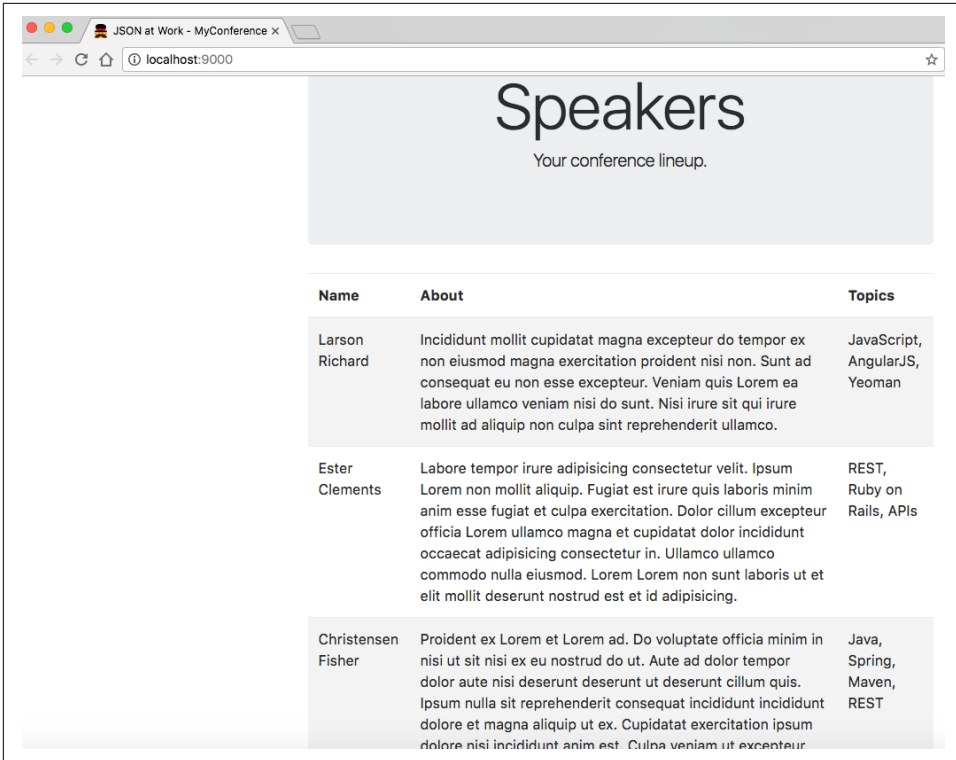 JSON at Work - MyConference ×
localhost:9000
Speakers
Your conference lineup.
Name About Topics
Larson
Richard
Incididunt mollit cupidatat magna excepteur do tempor ex
non eiusmod magna exercitation proident nisi non. Sunt ad
consequat eu non esse excepteur. Veniam quis Lorem ea
labore ullamco veniam nisi do sunt. Nisi irure sit qui irure
mollit ad aliquip non culpa sint reprehenderit ullamco.
JavaScript,
AngularJS,
Yeoman
Ester
Clements
Labore tempor irure adipisicing consectetur velit. Ipsum
Lorem non mollit aliquip. Fugiat est irure quis laboris minim
anim esse fugiat et culpa exercitation. Dolor cillum excepteur
officia Lorem ullamco magna et cupidatat dolor incididunt
occaecat adipisicing consectetur in. Ullamco ullamco
commodo nulla eiusmod. Lorem Lorem non sunt laboris ut et
elit mollit deserunt nostrud est et id adipisicing.
REST,
Ruby on
Rails, APIs
Christensen
Fisher
Proident ex Lorem et Lorem ad. Do voluptate officia minim in
nisi ut sit nisi ex eu nostrud do ut. Aute ad dolor tempor
dolor aute nisi deserunt deserunt ut deserunt cillum quis.
Ipsum nulla sit reprehenderit consequat incididunt incididunt
dolore et magna aliquip ut ex. Cupidatat exercitation ipsum
dolore nisi incididunt anim est. Culpa veniam ut excepteur
Java,
Spring,
Maven,
REST